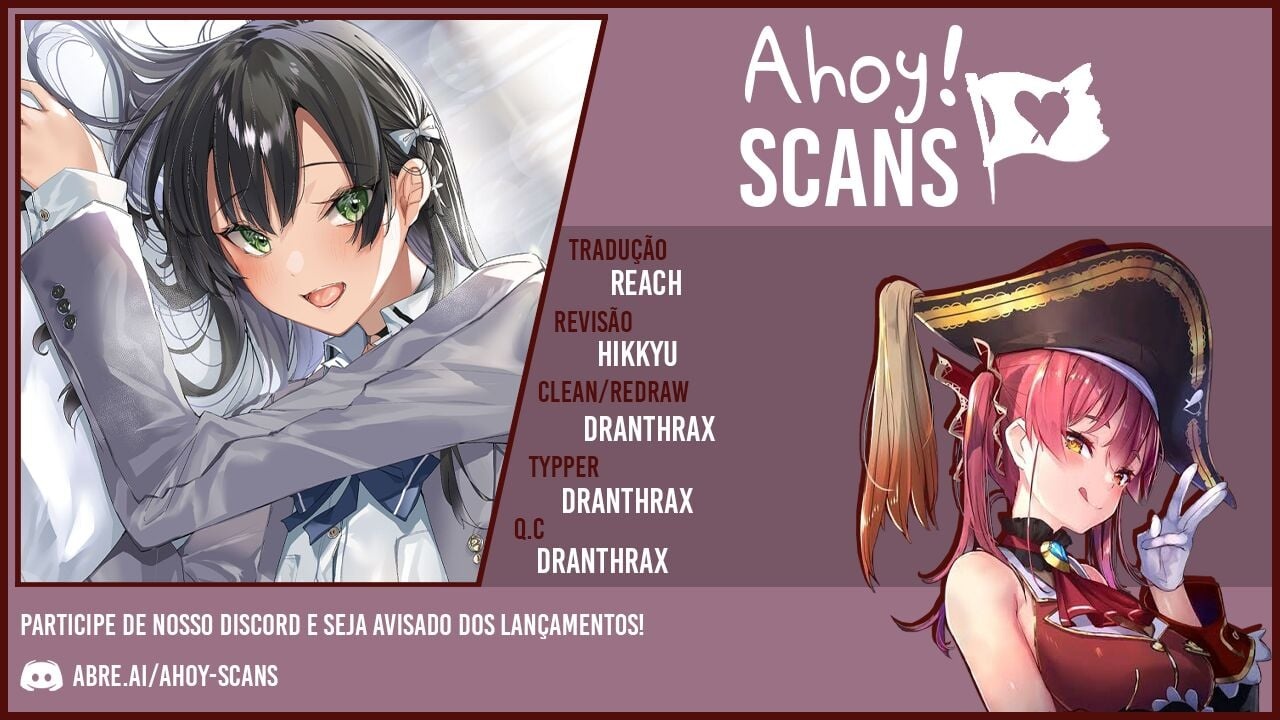 Ahoy!
SCANS
TRADUÇÃO
REACH
REVISÃO
HIKKYU
CLEAN/REDRAW
DRANTHRAX
TYPPER
DRANTHRAX
Q.C
DRANTHRAX
PARTICIPE DE NOSSO DISCORD E SEJA AVISADO DOS LANÇAMENTOS!
ABRE.AI/AHOY-SCANS